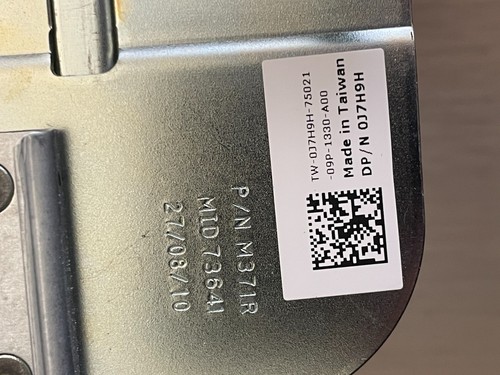 TW-0J7H9H-75021
-09P-1330-A00
Made in Taiwan
DP/N 0J7H9H
P/N M371R
MID 73641
27/08/10